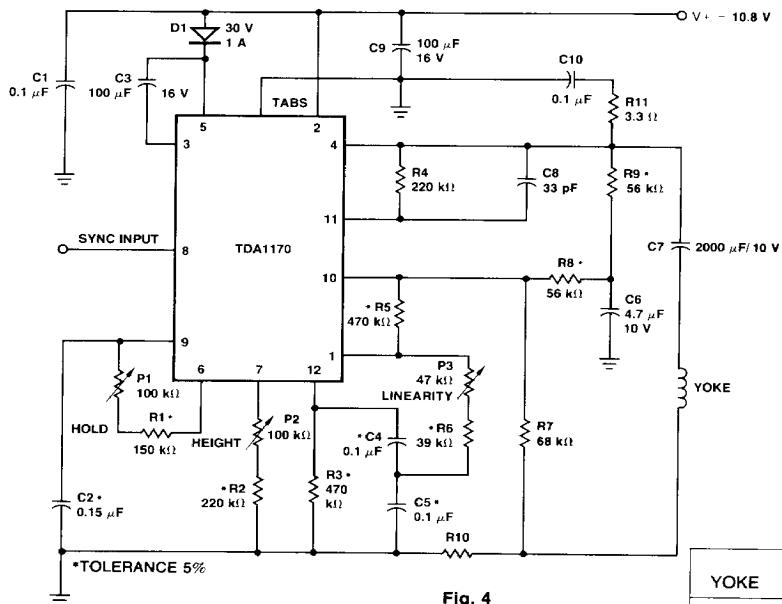 V+ = 10.8 V
D1
30 V
1 A
C9
100 µF
16 V
C1
0.1 µF
C3
100 µF
16 V
C10
0.1 µF
R11
3.3 Ω
TABS
5
2
3
4
R4
220 kΩ
C8
33 pF
R9*
56 kΩ
11
SYNC INPUT
8
TDA1170
C7
2000 µF/10 V
10
R8*
56 kΩ
*R5
470 kΩ
C6
4.7 µF
10 V
9
6
7
12
1
P1
100 kΩ
HOLD
R1*
150 kΩ
P2
100 kΩ
HEIGHT
P3
47 kΩ
LINEARITY
YOKE
*C4
0.1 µF
*R6
39 kΩ
R7
68 kΩ
C2*
0.15 µF
*R2
220 kΩ
R3*
470
kΩ
C5*
0.1 µF
R10
*TOLERANCE 5%
Fig. 4
YOKE